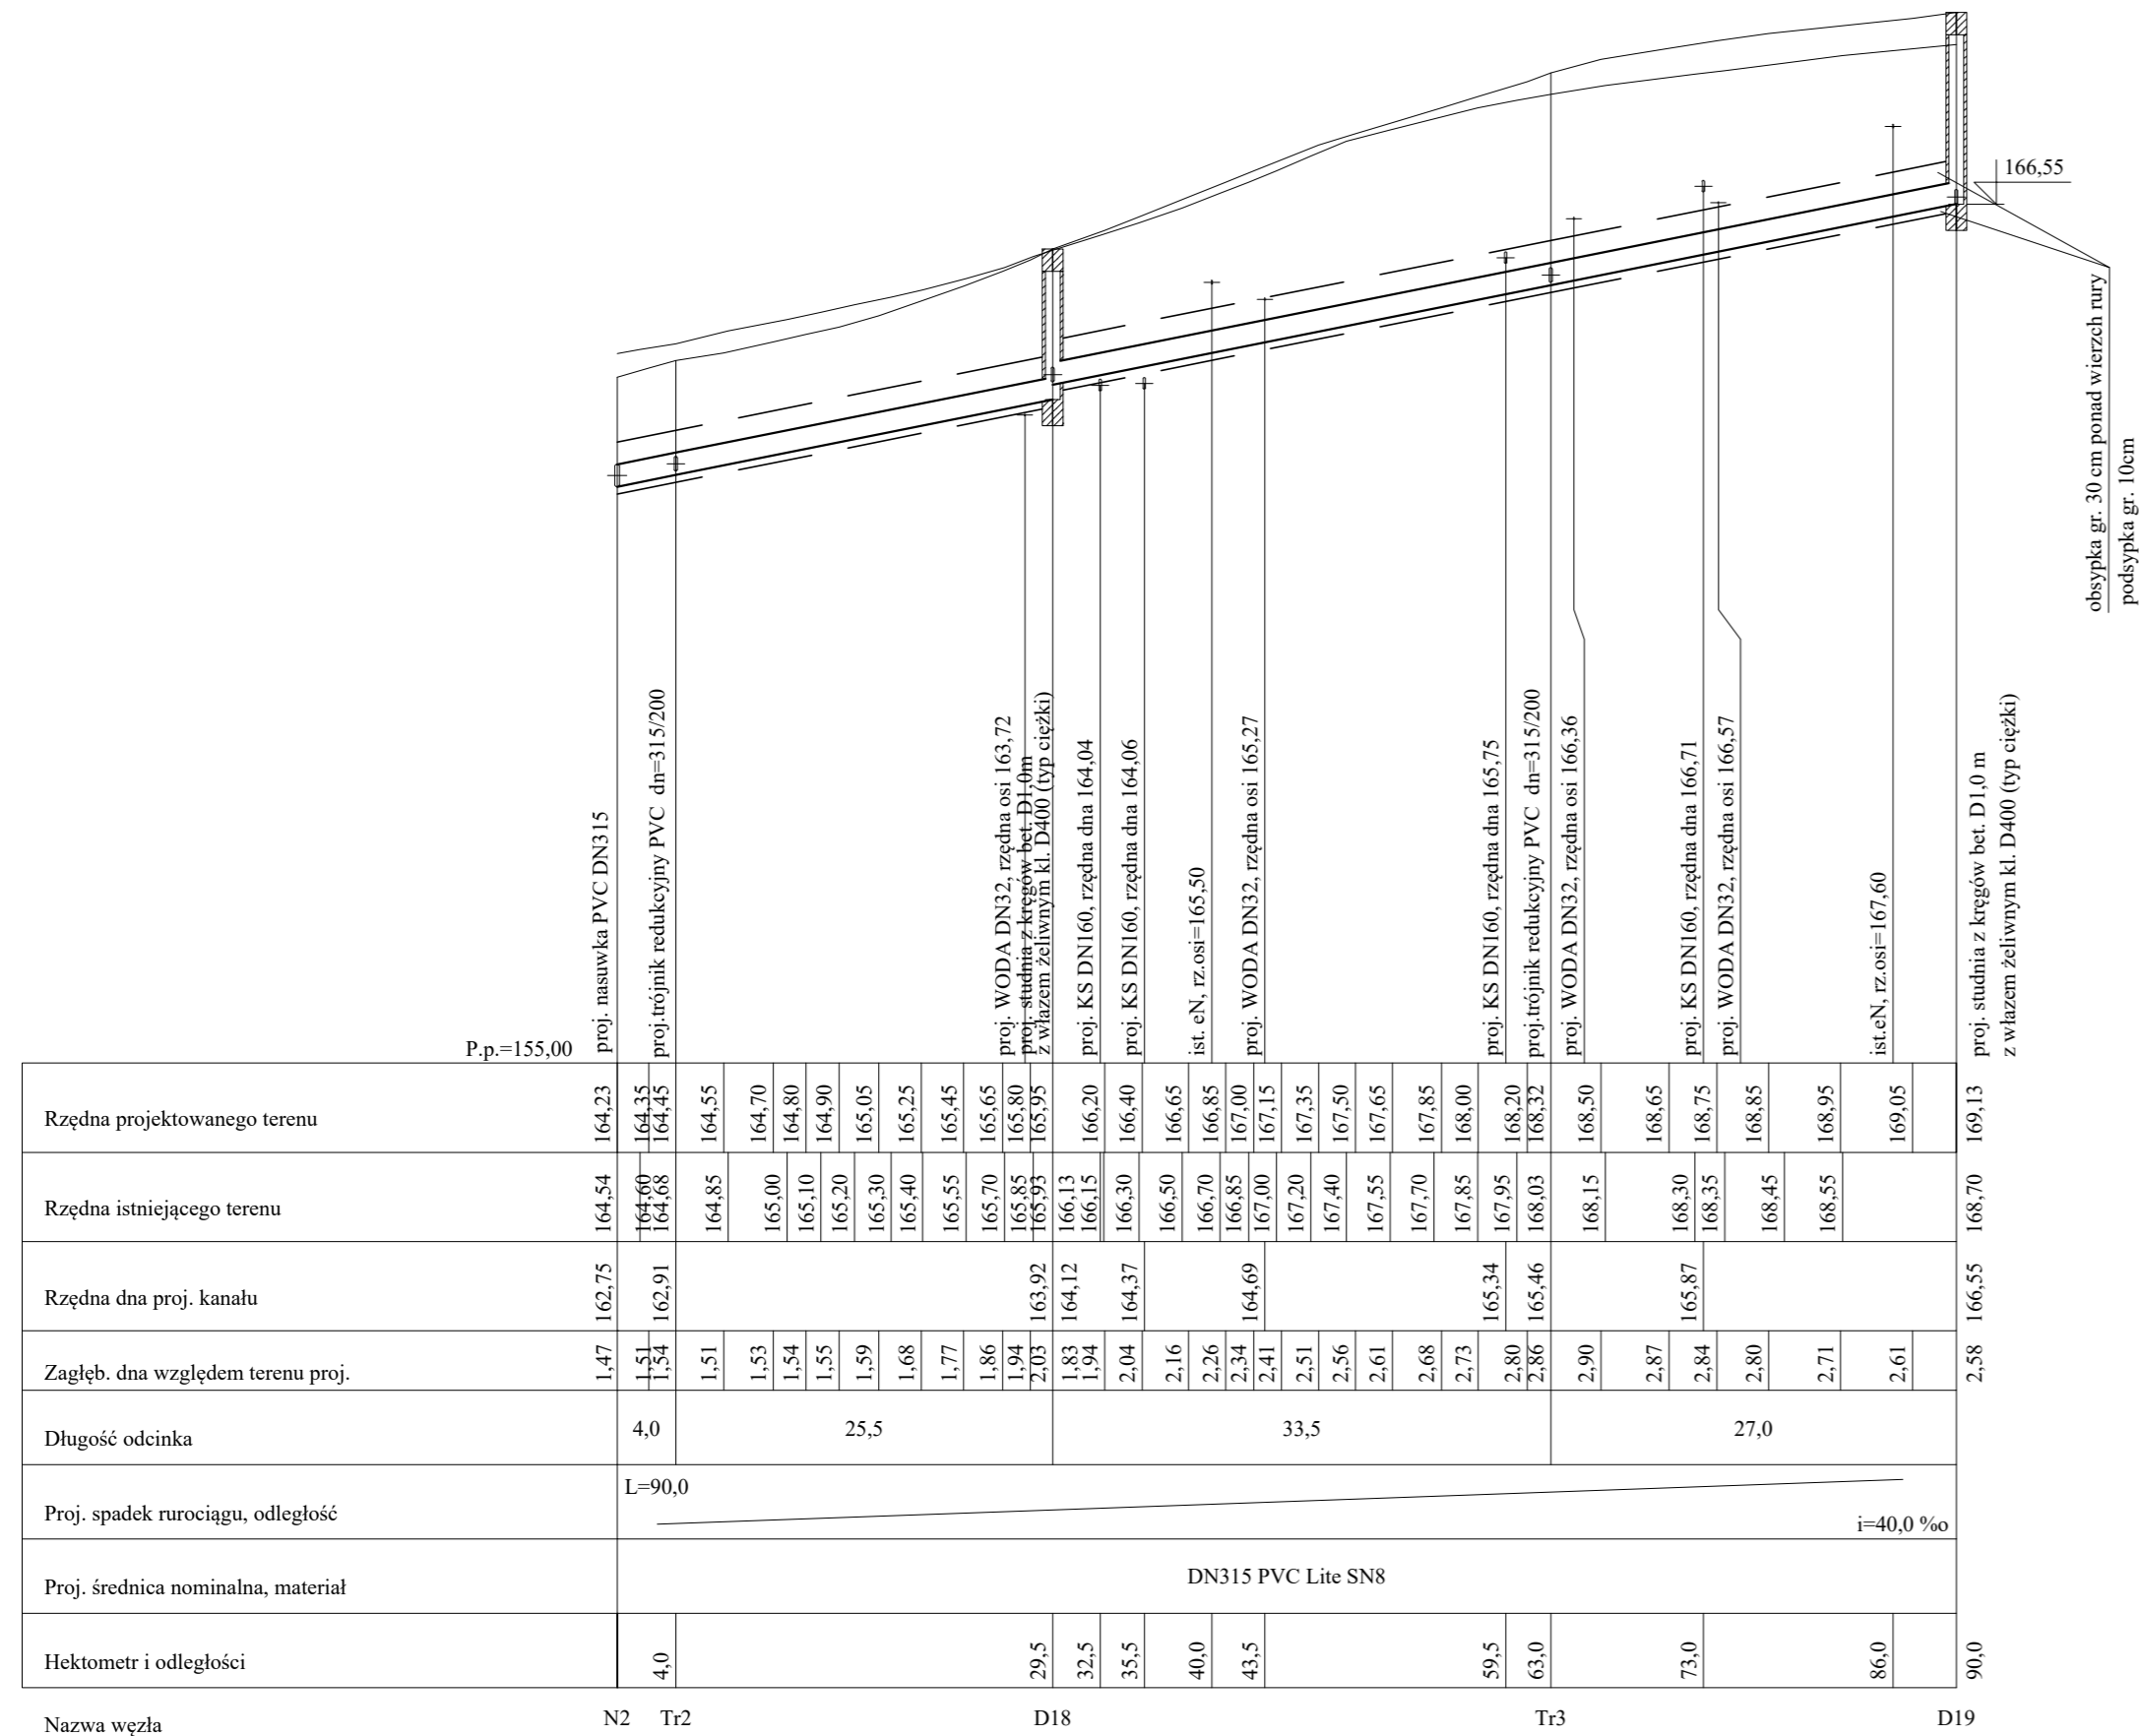 166,55
obsypka gr. 30 cm ponad wierzch rury
podsypka gr. 10cm
proj. nasuwka PVC DN315
proj.trójnik redukcyjny PVC dn=315/200
proj. WODA DN32, rzędna osi 163,72
proj. studnia z kręgów bet. D1,0m
z włazem żeliwnym kl. D400 (typ ciężki)
proj. KS DN160, rzędna dna 164,04
proj. KS DN160, rzędna dna 164,06
ist. eN, rz.osi=165,50
proj. WODA DN32, rzędna osi 165,27
proj. KS DN160, rzędna dna 165,75
proj.trójnik redukcyjny PVC dn=315/200
proj. WODA DN32, rzędna osi 166,36
proj. KS DN160, rzędna dna 166,71
proj. WODA DN32, rzędna osi 166,57
ist.eN, rz.osi=167,60
proj. studnia z kręgów bet. D1,0 m
z włazem żeliwnym kl. D400 (typ ciężki)
P.p.=155,00
Rzędna projektowanego terenu 164,23 164,35 164,45 164,55 164,70 164,80 164,90 165,05 165,25 165,45 165,65 165,80 165,95 166,20 166,40 166,65 166,85 167,00 167,15 167,35 167,50 167,65 167,85 168,00 168,20 168,32 168,50 168,65 168,75 168,85 168,95 169,05 169,13
Rzędna istniejącego terenu 164,54 164,60 164,68 164,85 165,00 165,10 165,20 165,30 165,40 165,55 165,70 165,85 165,93 166,13 166,15 166,30 166,50 166,70 166,85 167,00 167,20 167,40 167,55 167,70 167,85 167,95 168,03 168,15 168,30 168,35 168,45 168,55 168,70
Rzędna dna proj. kanału 162,75 162,91 163,92 164,12 164,37 164,69 165,34 165,46 165,87 166,55
Zagłęb. dna względem terenu proj. 1,47 1,51 1,54 1,51 1,53 1,54 1,55 1,59 1,68 1,77 1,86 1,94 2,03 1,83 1,94 2,04 2,16 2,26 2,34 2,41 2,51 2,56 2,61 2,68 2,73 2,80 2,86 2,90 2,87 2,84 2,80 2,71 2,61 2,58
Długość odcinka 4,0 25,5 33,5 27,0
L=90,0
Proj. spadek rurociągu, odległość
i=40,0 ‰
Proj. średnica nominalna, materiał DN315 PVC Lite SN8
Hektometr i odległości 4,0 29,5 32,5 35,5 40,0 43,5 59,5 63,0 73,0 86,0 90,0
Nazwa węzła N2 Tr2 D18 Tr3 D19